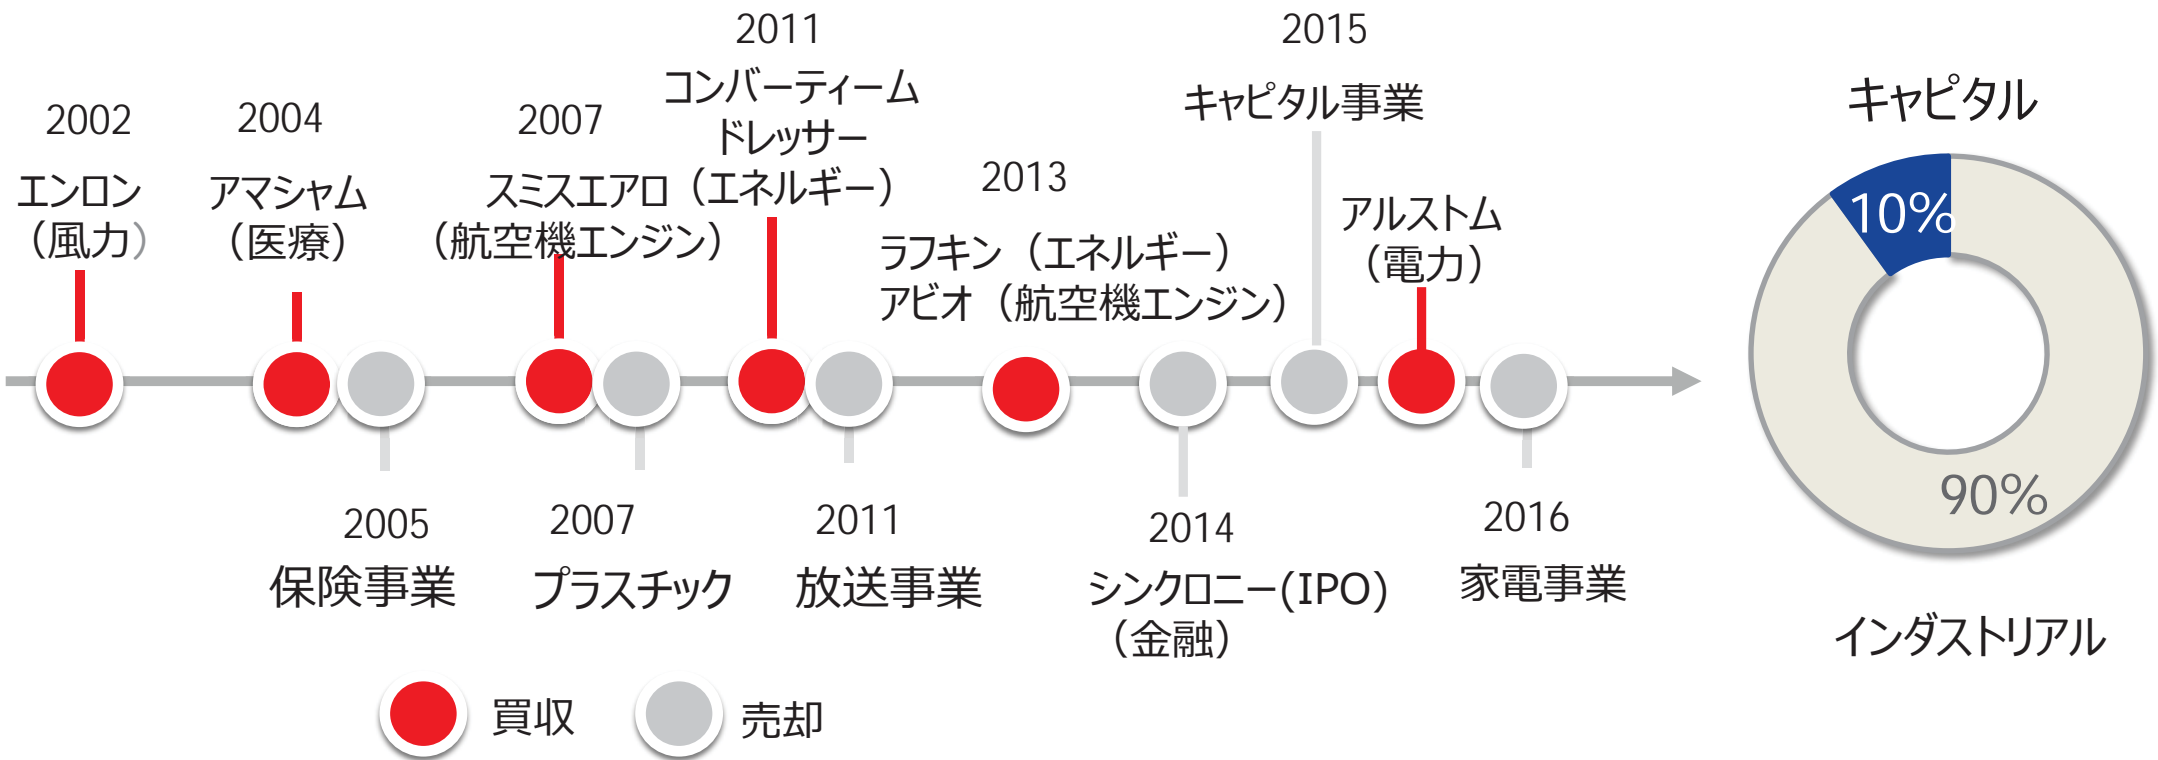 2002
エンロン
（風力）
2004
アマシャム
（医療）
2007
スミスエアロ
（航空機エンジン）
2011
コンバーティーム
ドレッサー
（エネルギー）
2013
ラフキン（エネルギー）
アビオ（航空機エンジン）
2015
キャピタル事業
アルストム
（電力）
2005
保険事業
2007
プラスチック
2011
放送事業
2014
シンクロニー(IPO)
（金融）
2016
家電事業
買収
売却
キャピタル
10%
90%
インダストリアル